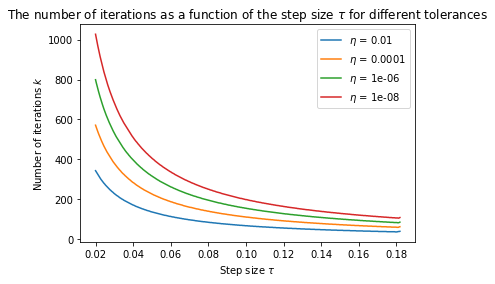 The number of iterations as a function of the step size τ for different tolerances
Number of iterations k
1000
800
600
400
200
0
η = 0.01
η = 0.0001
η = 1e-06
η = 1e-08
0.02 0.04 0.06 0.08 0.10 0.12 0.14 0.16 0.18
Step size τ